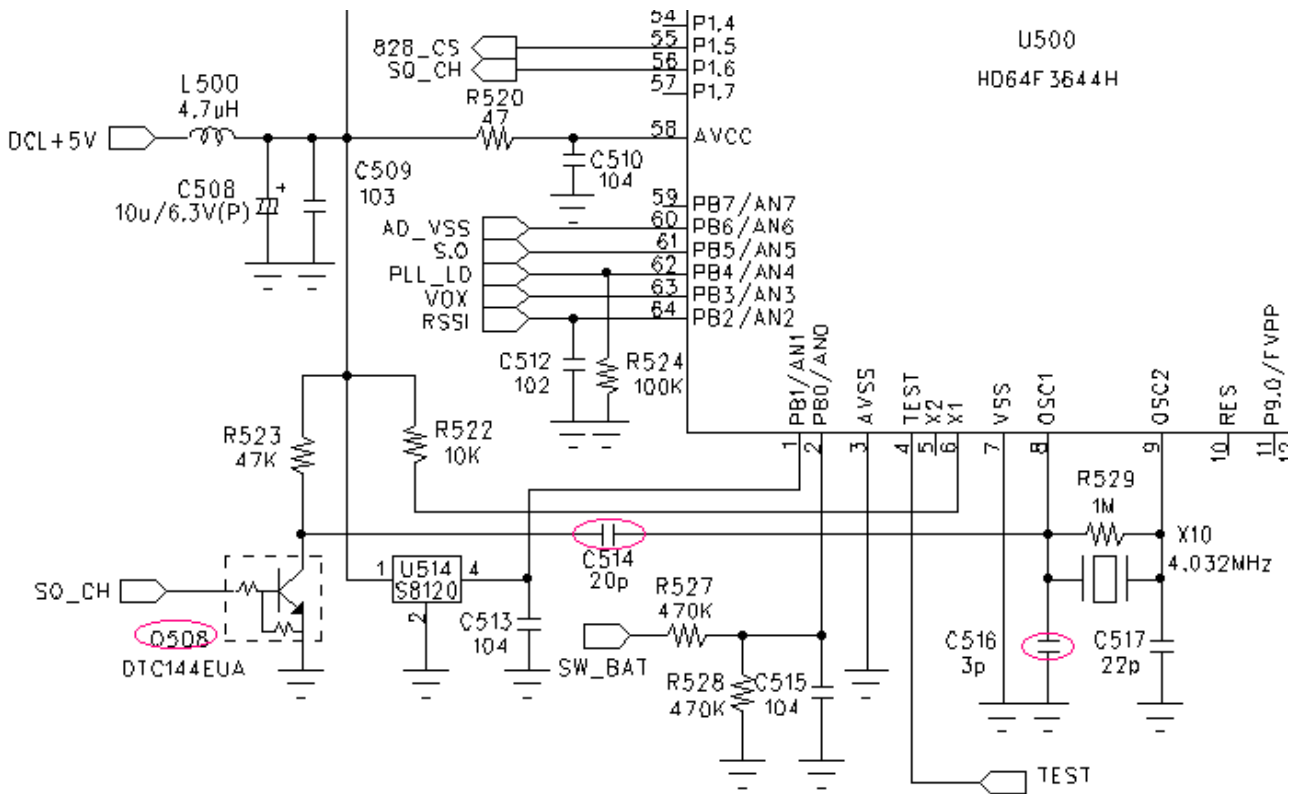 54 P1.4
55 P1.5
828_CS
56 P1.6
SQ_CH
57 P1.7
U500
HD64F3644H
L500
4.7uH
R520
47
DCL+5V
58 AVCC
C510
104
C509
103
C508
10u/6.3V(P)
+
59 PB7/AN7
AD_VSS 60 PB6/AN6
S.O 61 PB5/AN5
PLL_LD 62 PB4/AN4
VOX 63 PB3/AN3
RSSI 64 PB2/AN2
C512
102
R524
100K
PB1/AN1
PB0/AN0
AVSS
TEST
X2
X1
VSS
OSC1
OSC2
RES
P9.0/FVPP
1 2 3 4 5 6 7 8 9 10 11 12
R523
47K
R522
10K
R529
1M
X10
4.032MHz
C514
20p
1 U514 4
S8120
2
SQ_CH
Q508
DTC144EUA
C513
104
R527
470K
SW_BAT
R528
470K
C515
104
C516
3p
C517
22p
TEST